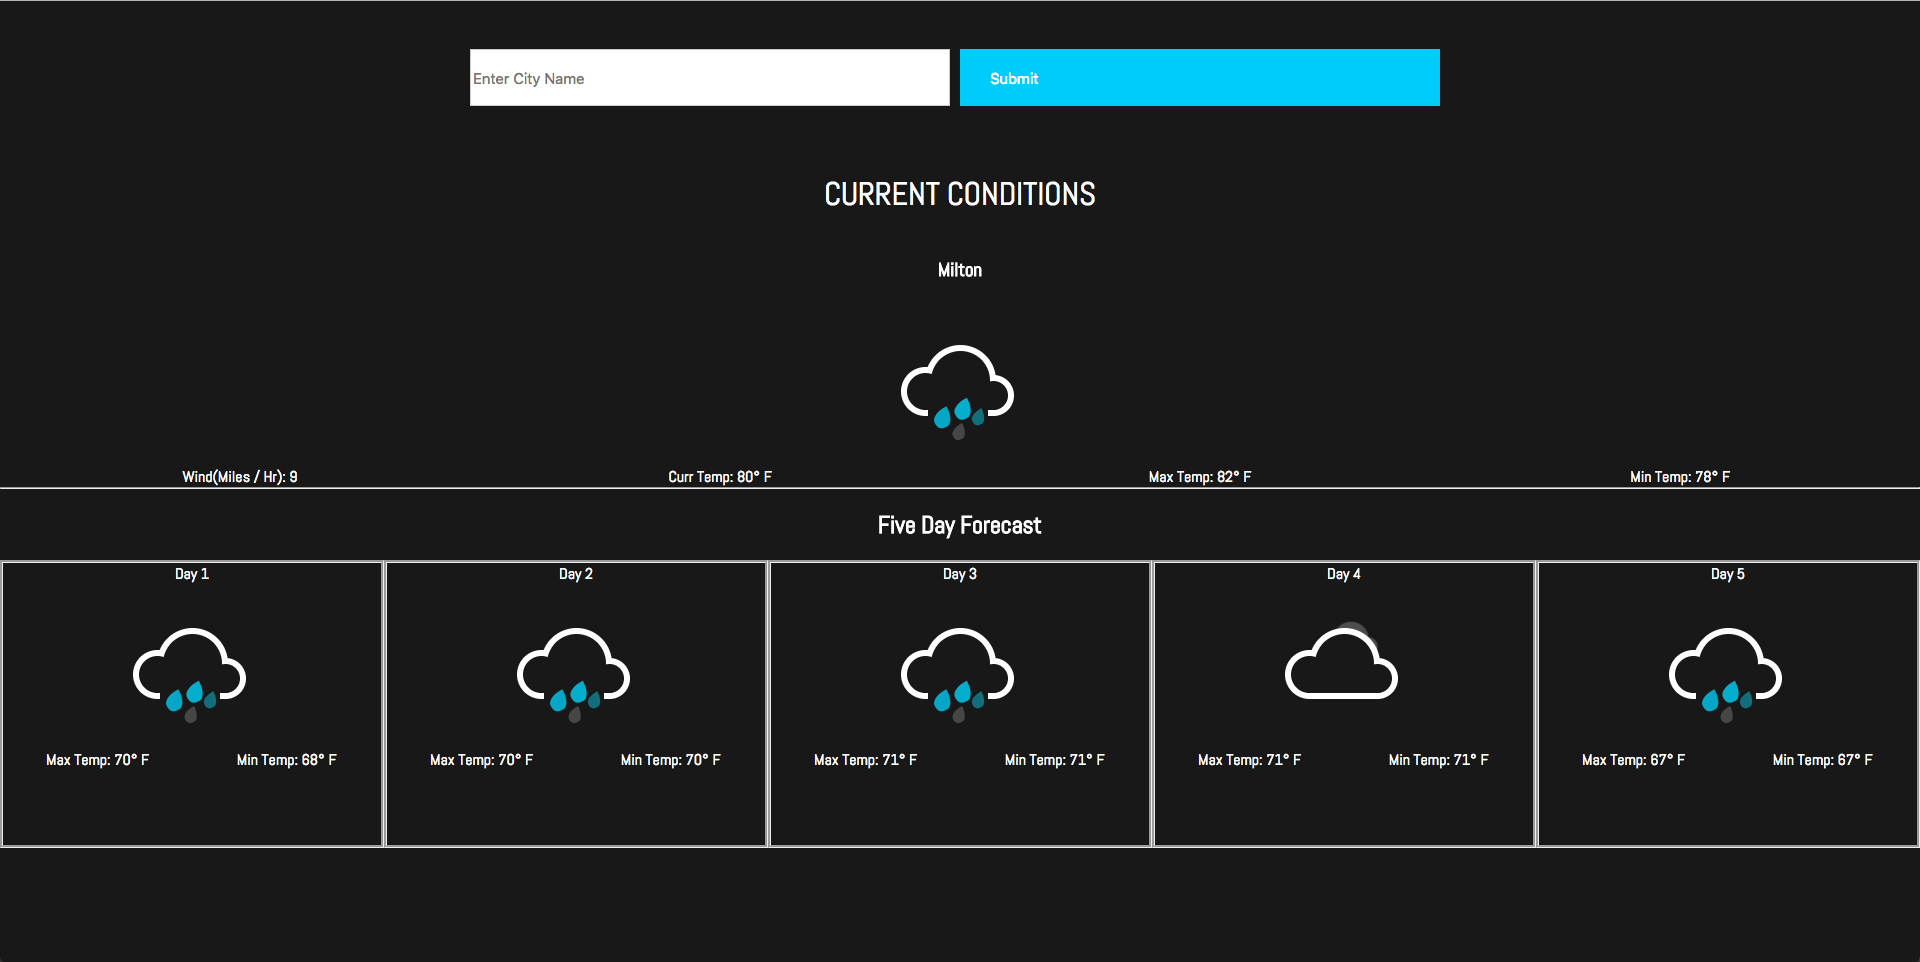 Enter City Name
Submit
CURRENT CONDITIONS
Milton
Wind(Miles / Hr): 9 Curr Temp: 80° F Max Temp: 82° F Min Temp: 78° F
Five Day Forecast
Day 1 Day 2 Day 3 Day 4 Day 5
Max Temp: 70° F Min Temp: 68° F Max Temp: 70° F Min Temp: 70° F Max Temp: 71° F Min Temp: 71° F Max Temp: 71° F Min Temp: 71° F Max Temp: 67° F Min Temp: 67° F